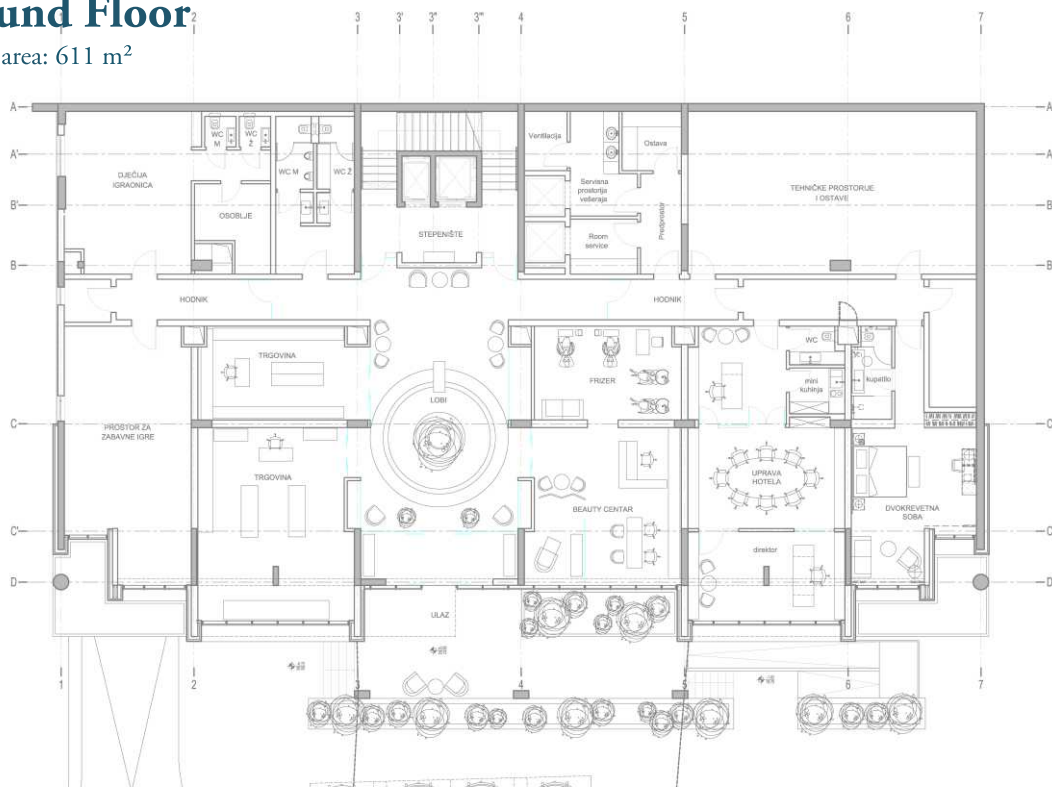 und Floor
area: 611 m²
1 2 3 3' 3'' 3''' 4 5 6 7
A A
A' A
B' B
B B
C C
C' C
D D
DJEČIJA
IGRAONICA
WC
M
WC
Ž
OSOBLJE
WC M
WC Ž
STEPENIŠTE
Ventilacija
Ostava
Servisna
prostorija
vešeraja
Room
service
Predprostor
TEHNIČKE PROSTORIJE
I OSTAVE
HODNIK
HODNIK
TRGOVINA
LOBI
FRIZER
WC
mini
kuhinja
kupatilo
PROSTOR ZA
ZABAVNE IGRE
TRGOVINA
BEAUTY CENTAR
UPRAVA
HOTELA
DVOKREVETNA
SOBA
direktor
ULAZ
1 2 3 4 5 6 7